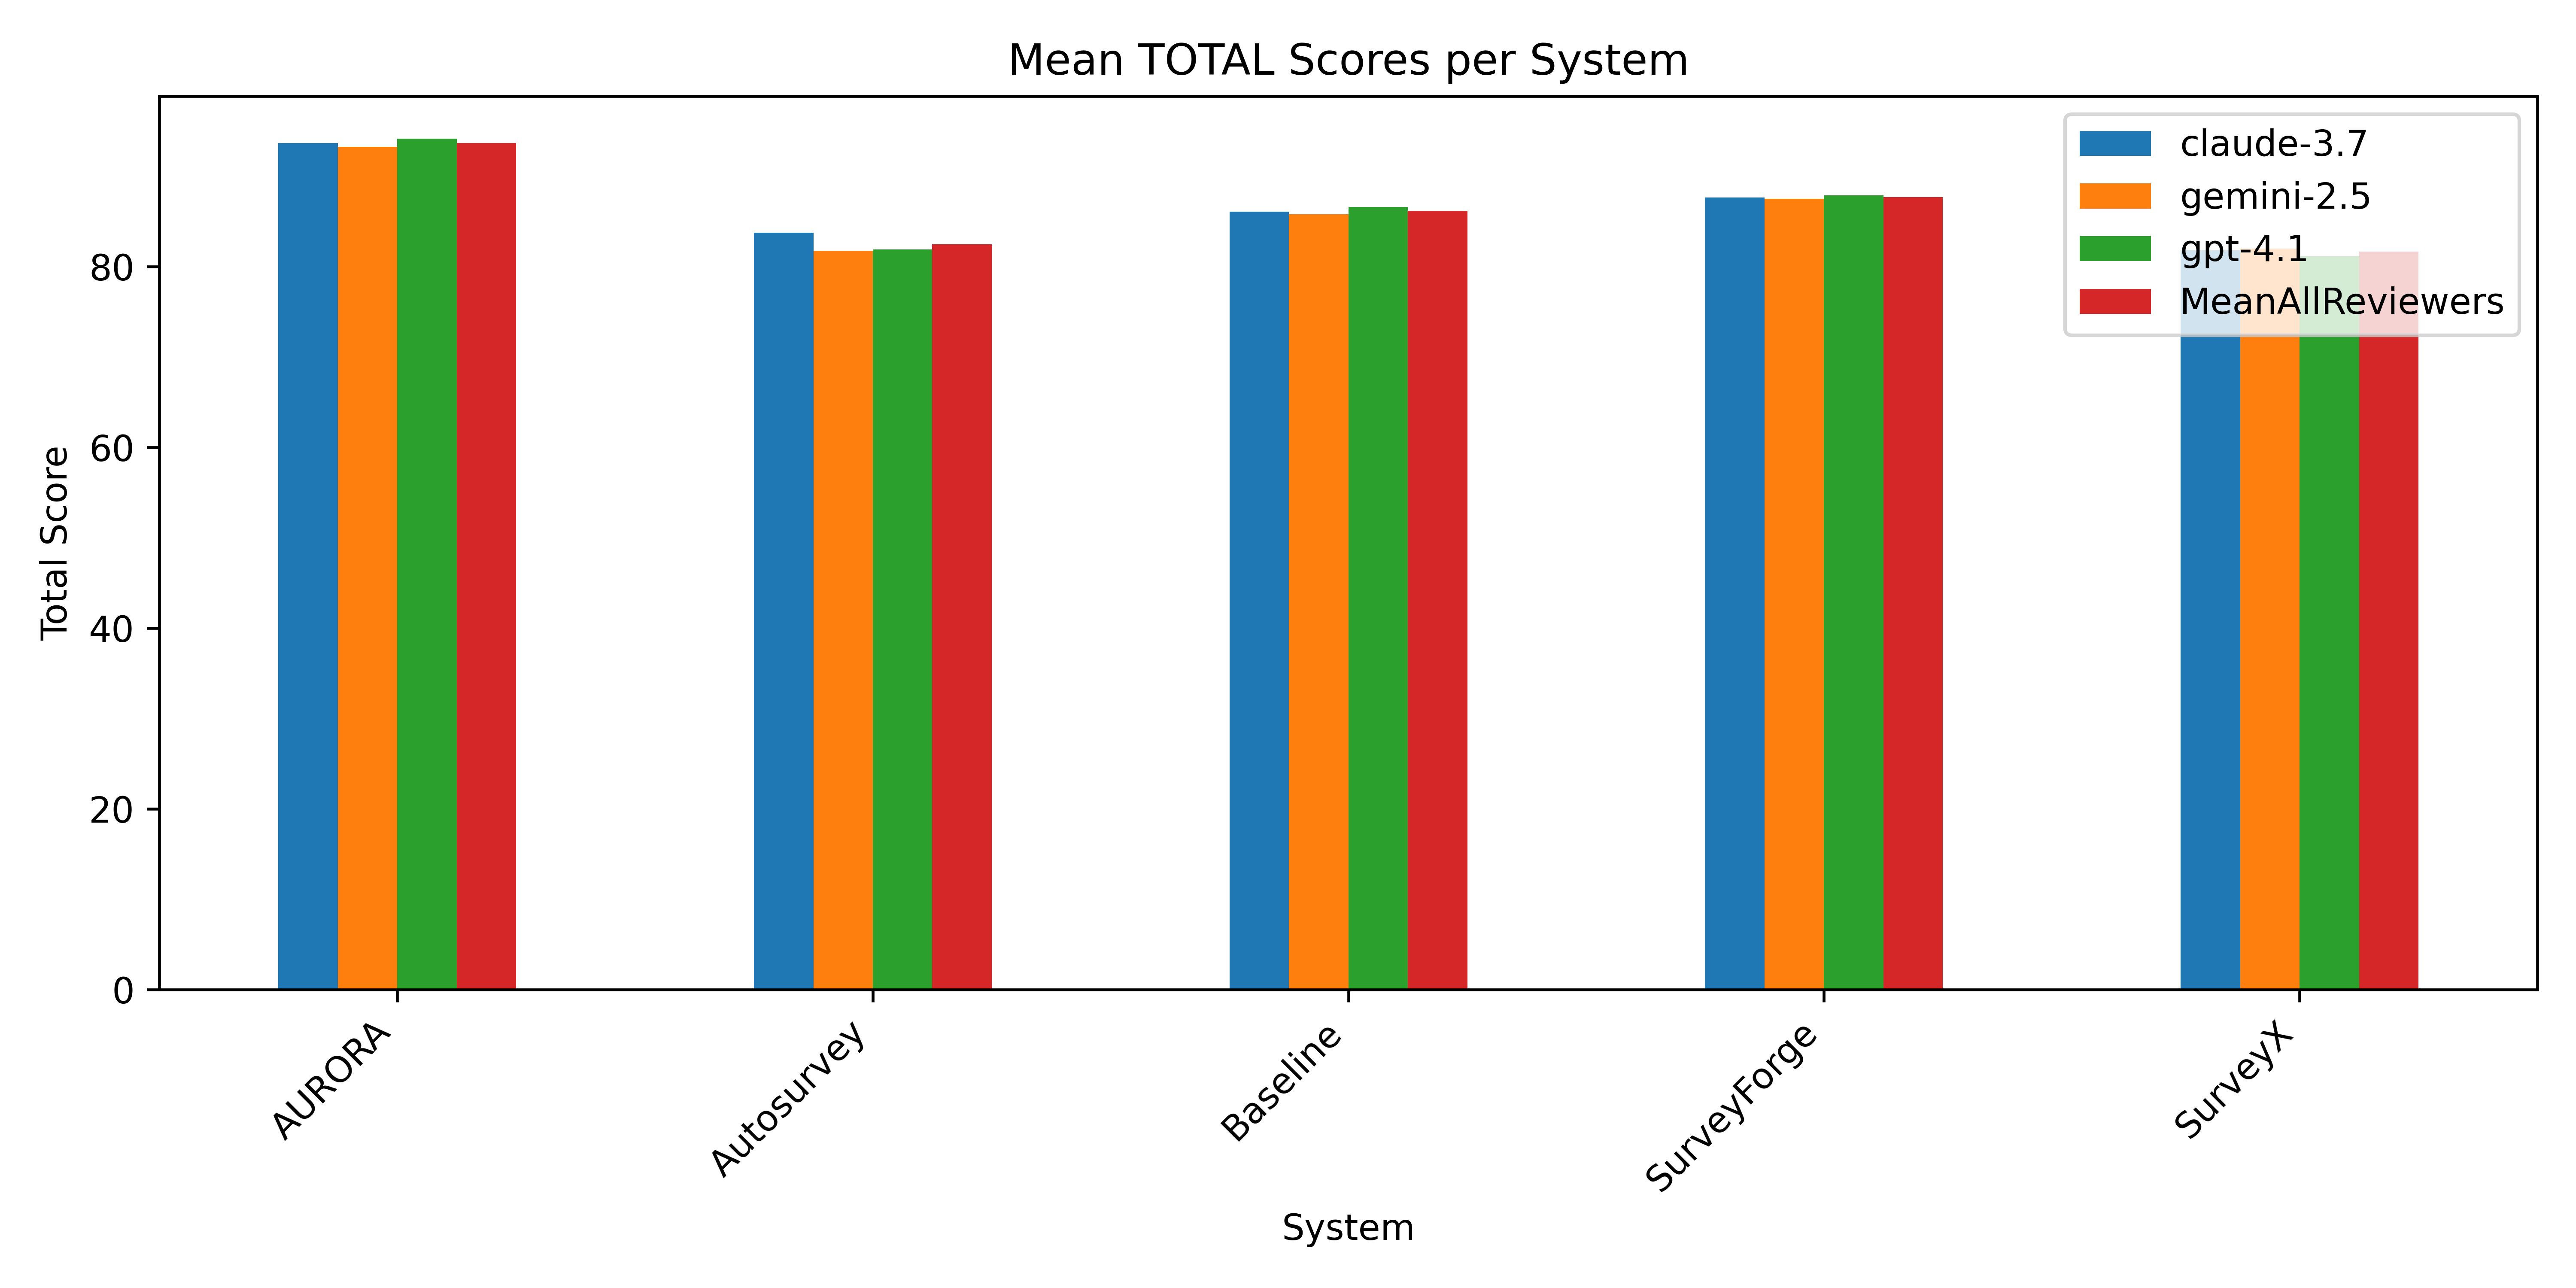 Mean TOTAL Scores per System
claude-3.7
gemini-2.5
gpt-4.1
MeanAllReviewers
Total Score
80
60
40
20
0
AURORA
Autosurvey
Baseline
SurveyForge
SurveyX
System